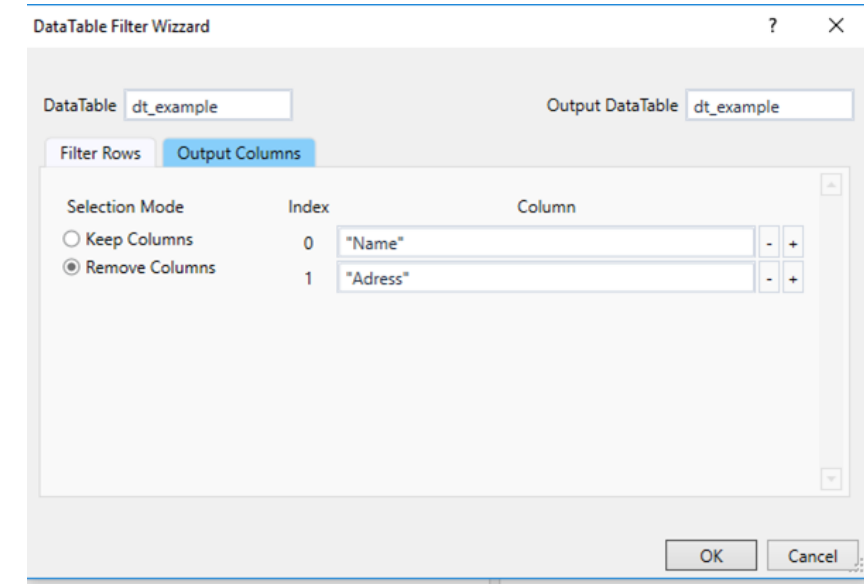 DataTable Filter Wizzard ?
DataTable dt_example Output DataTable dt_example
Filter Rows Output Columns
Selection Mode Index Column
Keep Columns 0 "Name" - +
Remove Columns 1 "Adress" - +
OK Cancel